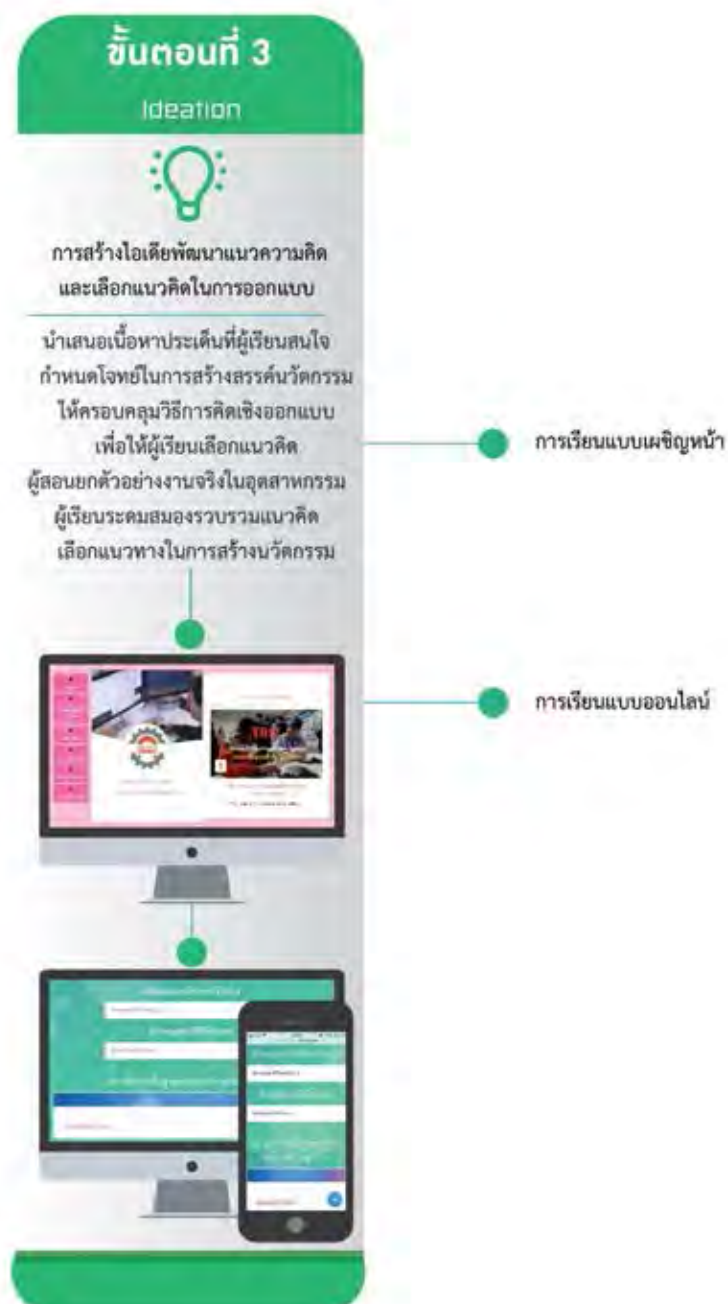 ขั้นตอนที่ 3
Ideation
การสร้างไอเดียพัฒนาแนวความคิด
และเลือกแนวคิดในการออกแบบ
นำเสนอเนื้อหาประเด็นที่ผู้เรียนสนใจ
กำหนดโจทย์ในการสร้างสรรค์นวัตกรรม
ให้ครอบคลุมวิธีการคิดเชิงออกแบบ
เพื่อให้ผู้เรียนเลือกแนวคิด
ผู้สอนยกตัวอย่างงานจริงในอุตสาหกรรม
ผู้เรียนระดมสมองรวบรวมแนวคิด
เลือกแนวทางในการสร้างนวัตกรรม
การเรียนแบบเผชิญหน้า
การเรียนแบบออนไลน์